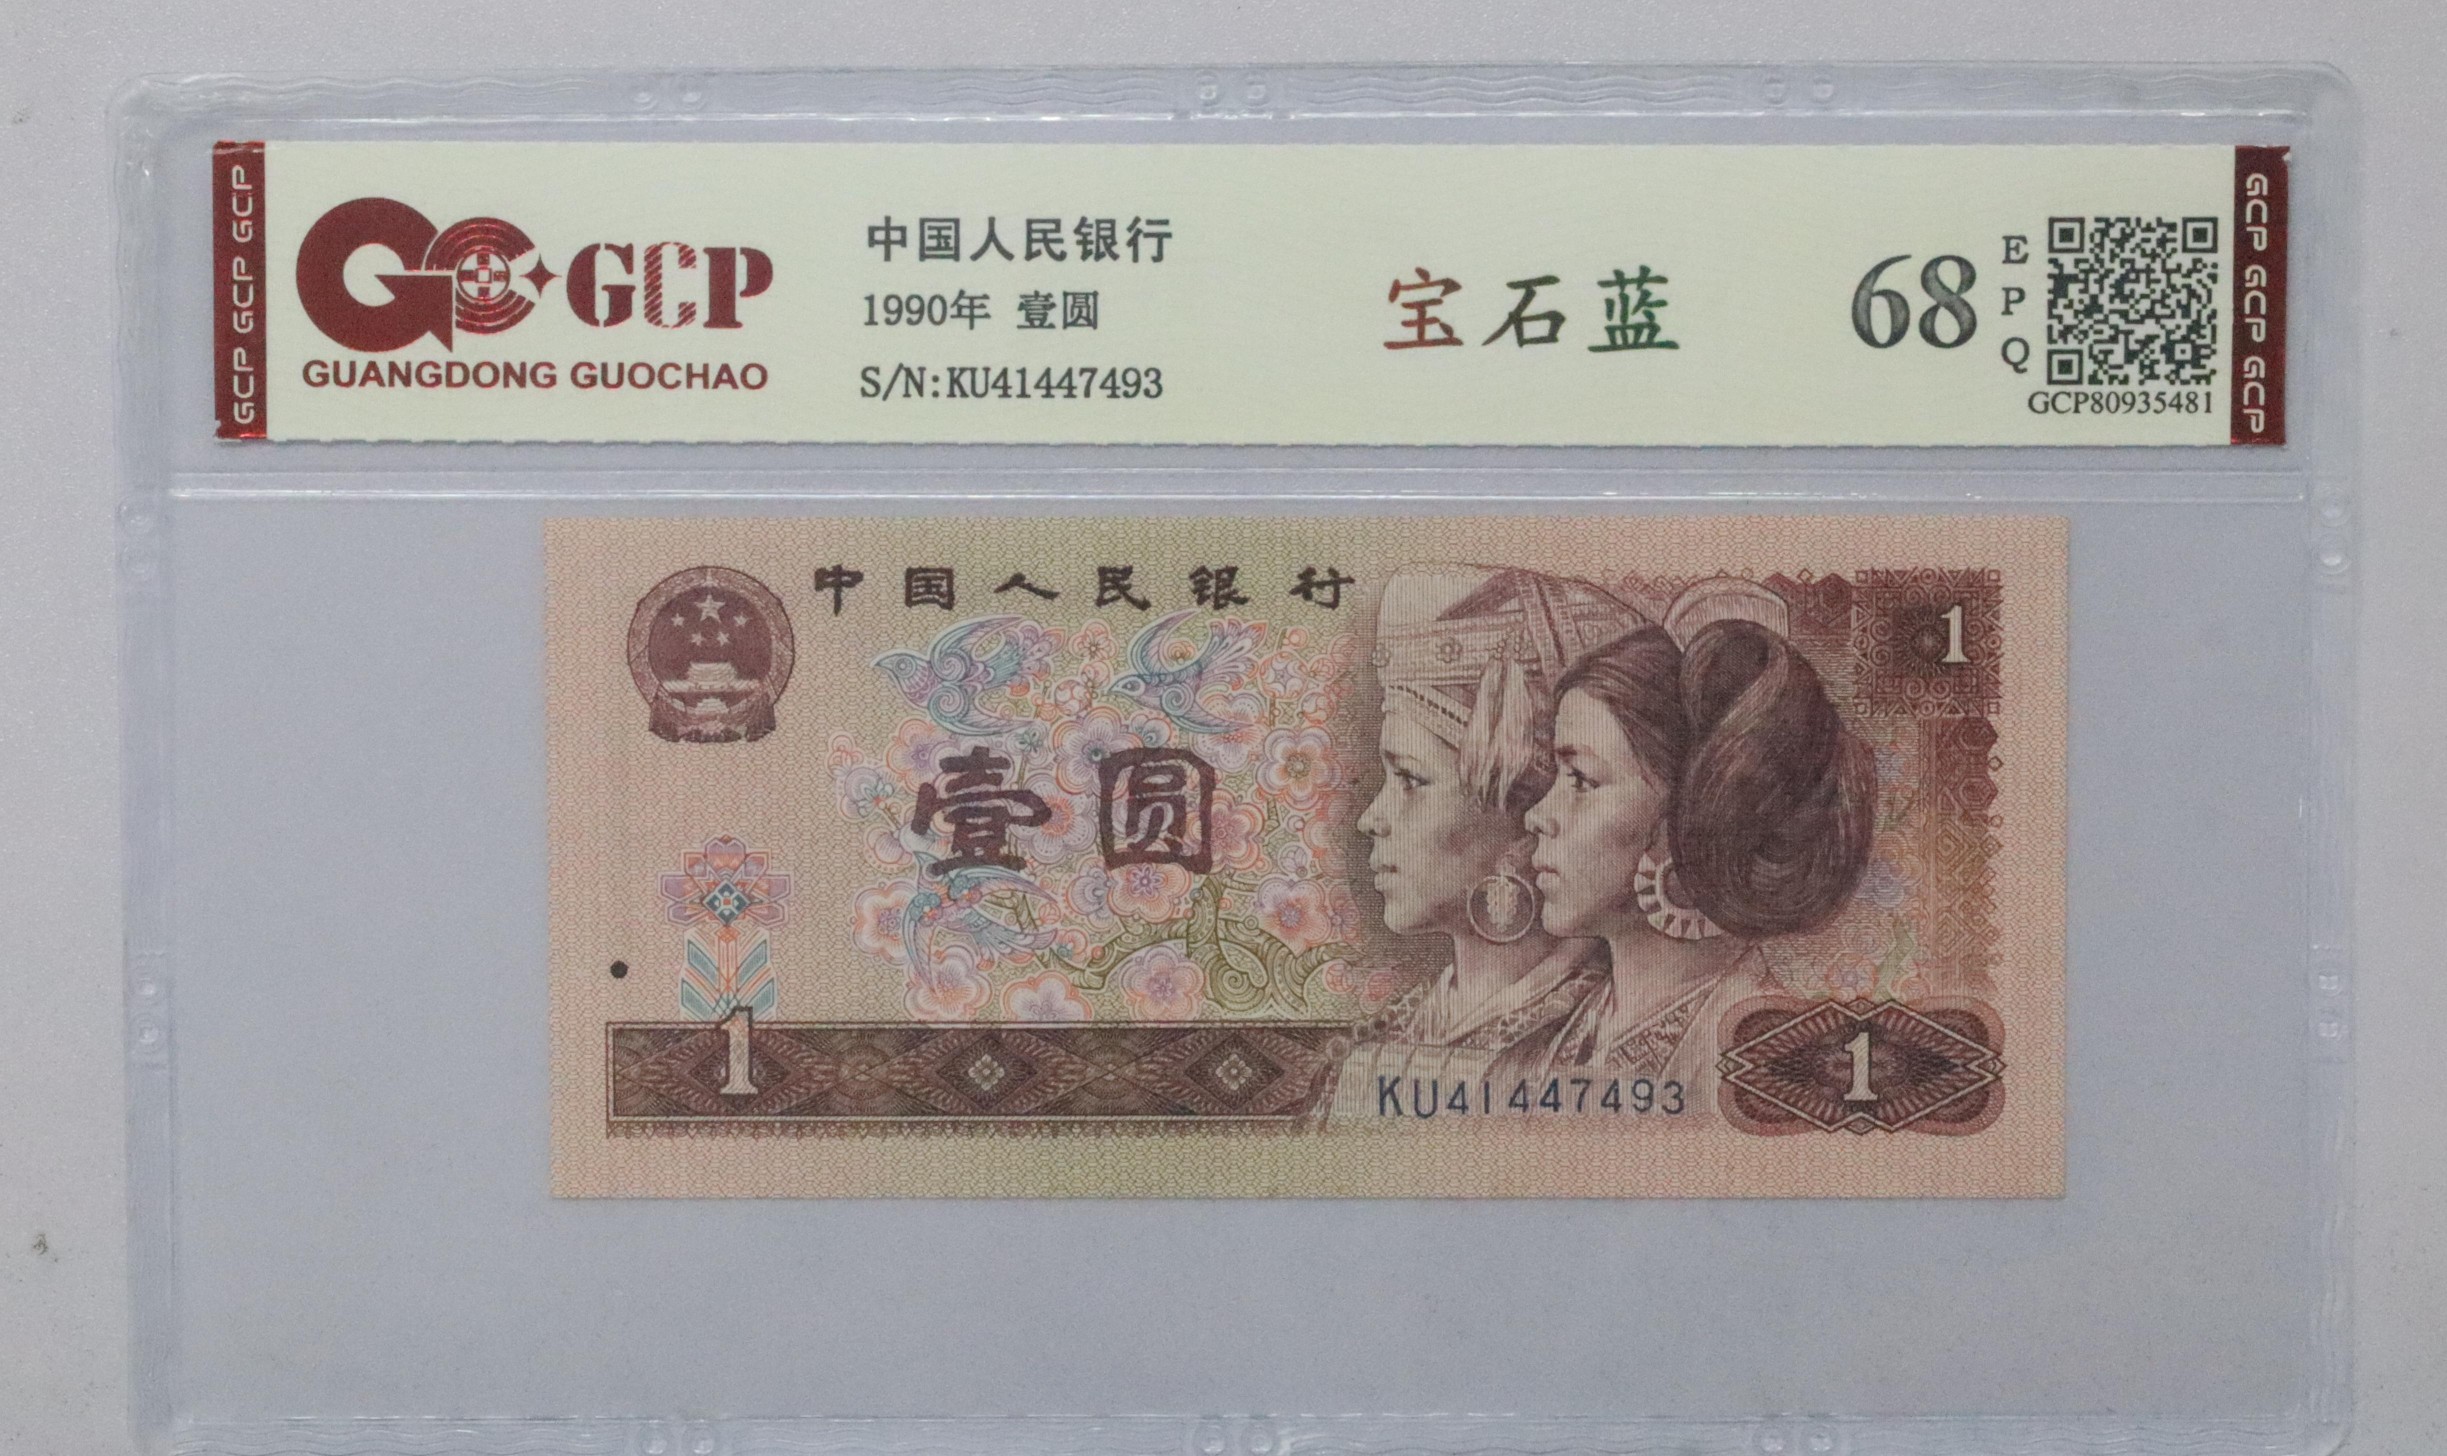 GCP GCP GCP
GCP
GUANGDONG GUOCHAO
中国人民银行
1990年 壹圆
S/N:KU41447493
宝石蓝
68
E
P
Q
GCP80935481
GCP GCP GCP
中国人民银行
1
壹圆
1
KU41447493
1